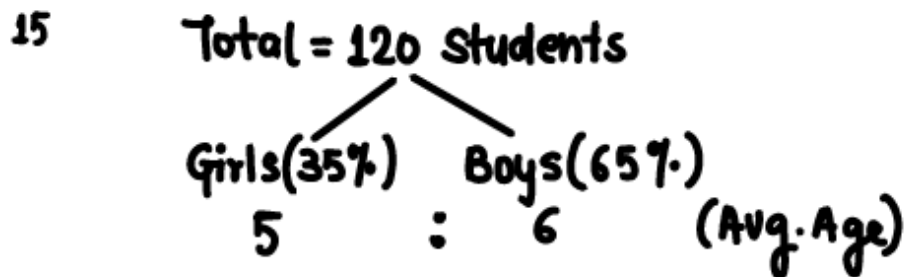 15 Total = 120 Students
Girls(35%) Boys(65%)
5 : 6 (Avg. Age)